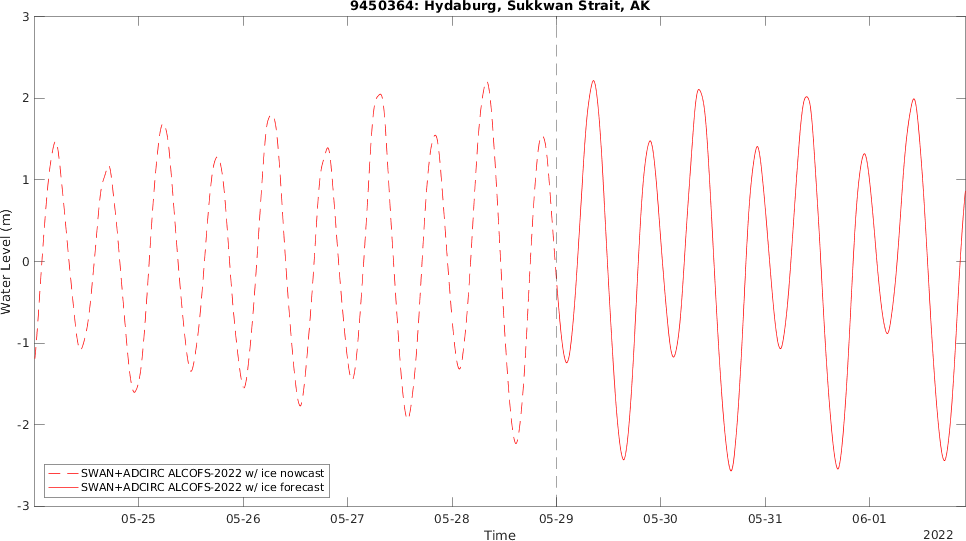 9450364: Hydaburg, Sukkwan Strait, AK
3
2
1
0
-1
-2
-3
Water Level (m)
SWAN+ADCIRC ALCOFS-2022 w/ ice nowcast
SWAN+ADCIRC ALCOFS-2022 w/ ice forecast
05-25 05-26 05-27 05-28 05-29 05-30 05-31 06-01
Time
2022